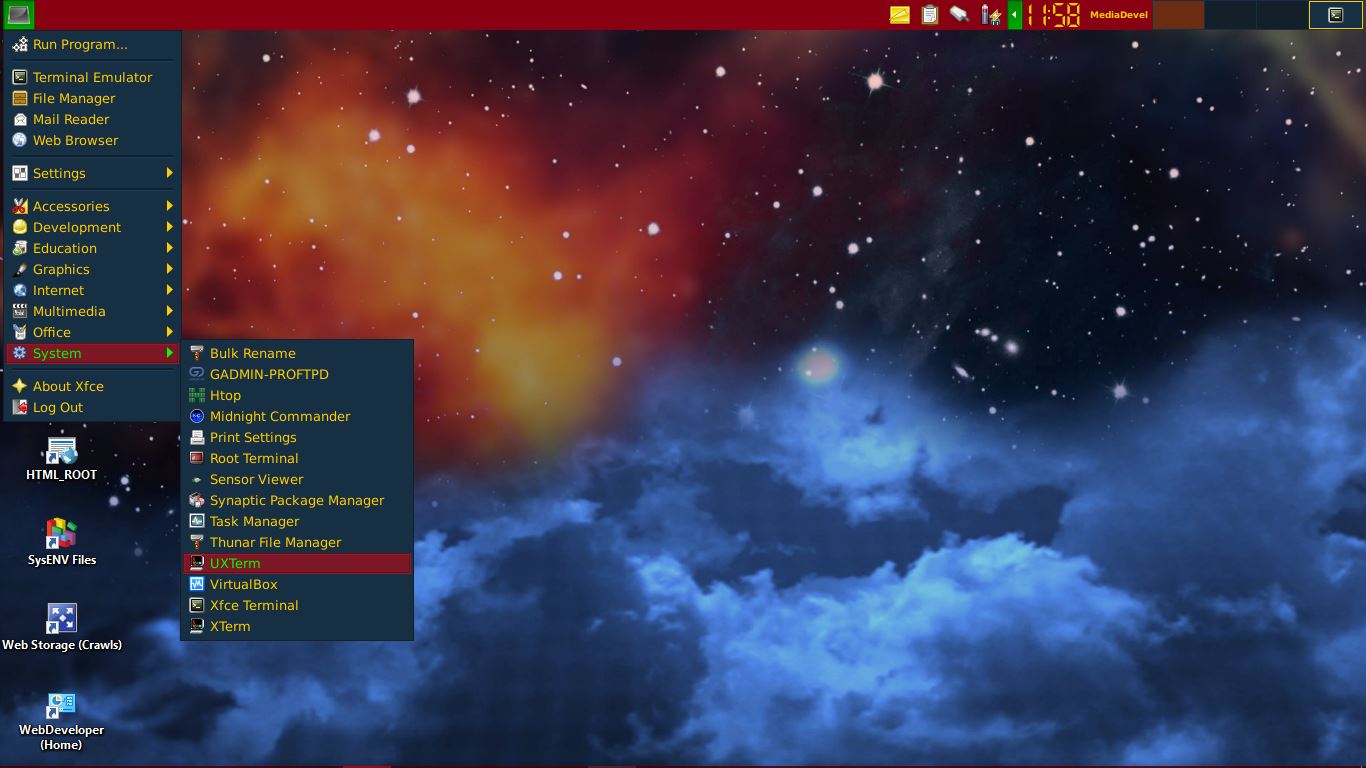 11:58
MediaDevel
Run Program...
Terminal Emulator
File Manager
Mail Reader
Web Browser
Settings
Accessories
Development
Education
Graphics
Internet
Multimedia
Office
System
About Xfce
Log Out
Bulk Rename
GADMIN-PROFTPD
Htop
Midnight Commander
Print Settings
Root Terminal
Sensor Viewer
Synaptic Package Manager
Task Manager
Thunar File Manager
UXTerm
VirtualBox
Xfce Terminal
XTerm
HTML_ROOT
SysENV Files
Web Storage (Crawls)
WebDeveloper
(Home)